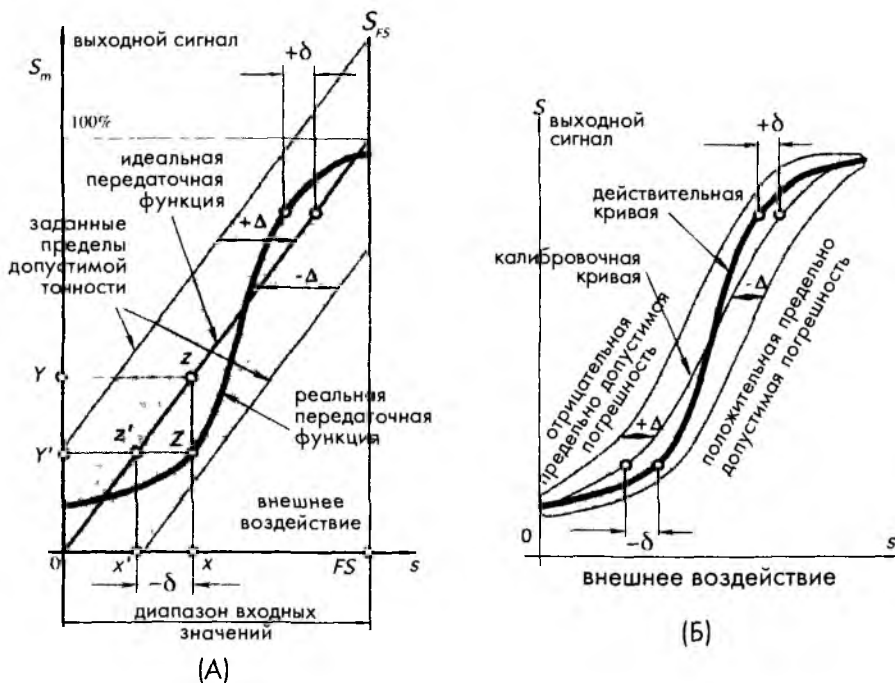 выходной сигнал
S_FS
S_m
+δ
100%
идеальная
передаточная
функция
заданные
пределы
допустимой
точности
+Δ
-Δ
Y
z
Y'
z'
Z
реальная
передаточная
функция
внешнее
воздействие
0
x'
x
FS
s
-δ
диапазон входных
значений
(А)
S
выходной
сигнал
+δ
действительная
кривая
калибровочная
кривая
-Δ
отрицательная
предельно допустимая
погрешность
положительная предельно
допустимая погрешность
+Δ
0
s
-δ
внешнее воздействие
(Б)